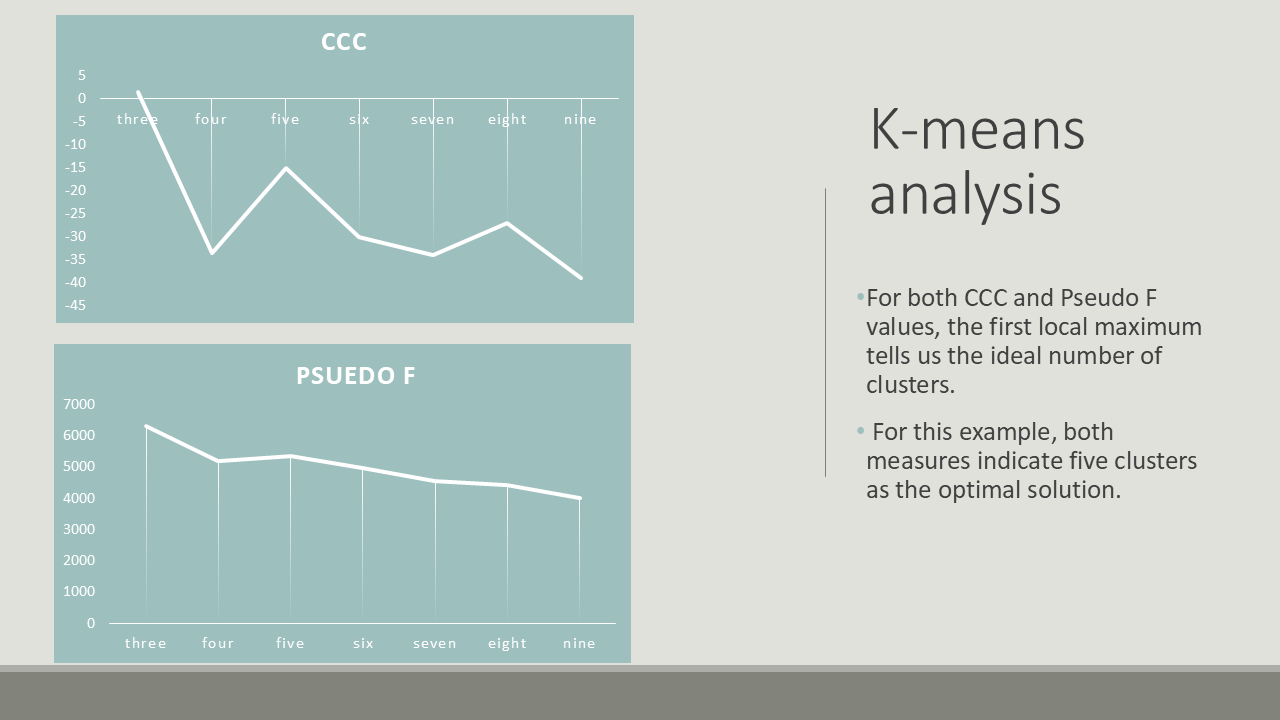 CCC
5
0
-5
-10
-15
-20
-25
-30
-35
-40
-45
three four five six seven eight nine
PSUEDO F
7000
6000
5000
4000
3000
2000
1000
0
three four five six seven eight nine
K-means
analysis
•For both CCC and Pseudo F
values, the first local maximum
tells us the ideal number of
clusters.
• For this example, both
measures indicate five clusters
as the optimal solution.